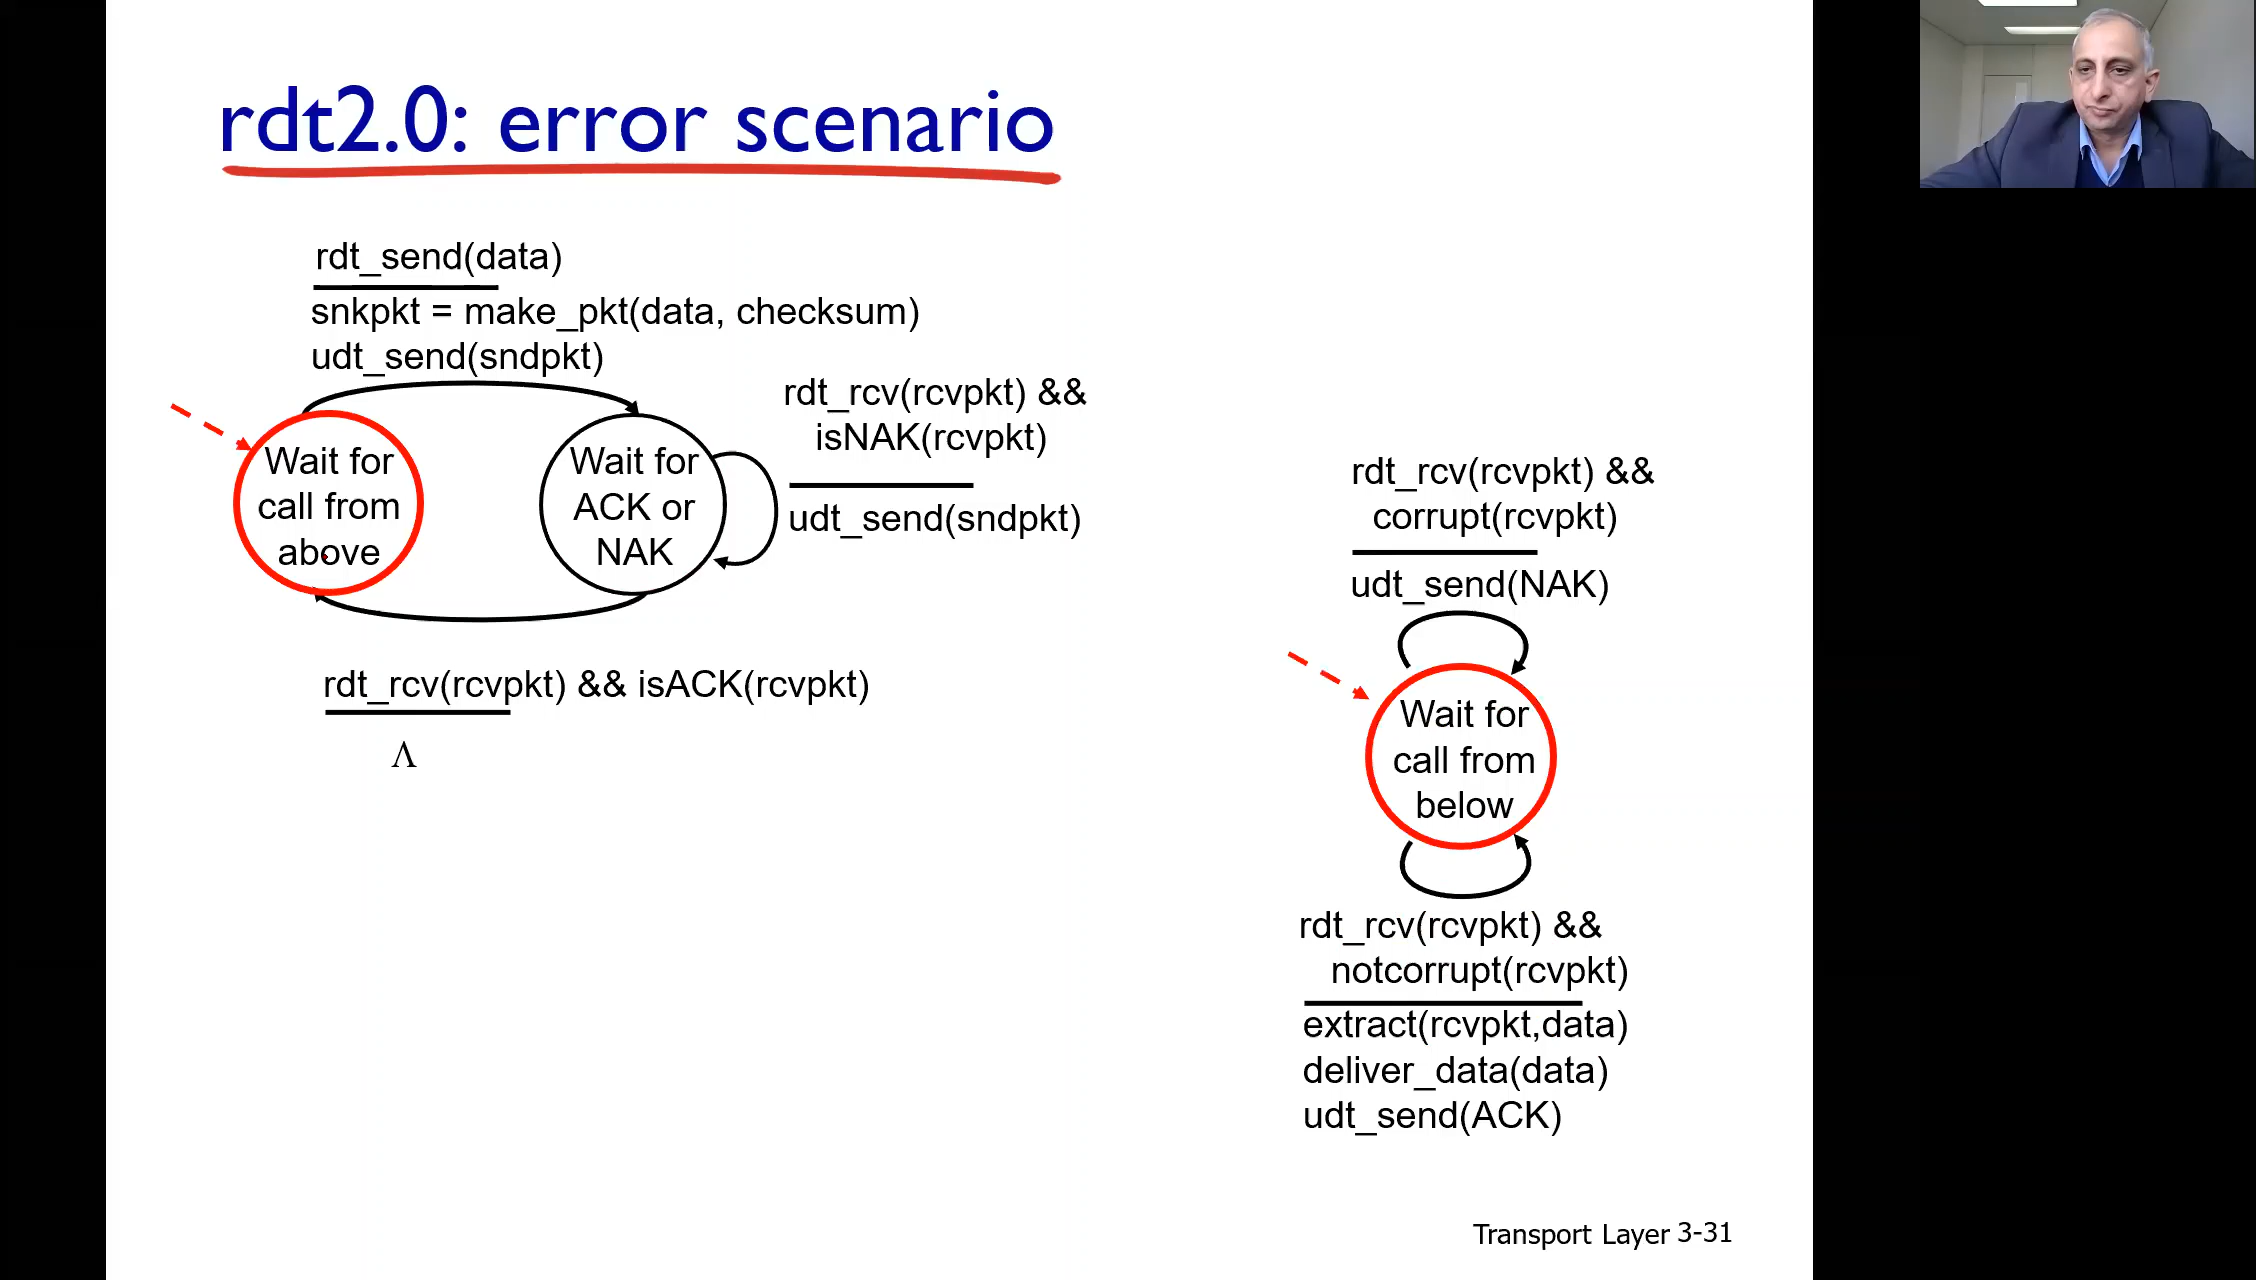 rdt2.0: error scenario
rdt_send(data)
snkpkt = make_pkt(data, checksum)
udt_send(sndpkt)
Wait for
call from
above
Wait for
ACK or
NAK
rdt_rcv(rcvpkt) &&
isNAK(rcvpkt)
udt_send(sndpkt)
rdt_rcv(rcvpkt) && isACK(rcvpkt)
Λ
rdt_rcv(rcvpkt) &&
corrupt(rcvpkt)
udt_send(NAK)
Wait for
call from
below
rdt_rcv(rcvpkt) &&
notcorrupt(rcvpkt)
extract(rcvpkt,data)
deliver_data(data)
udt_send(ACK)
Transport Layer 3-31